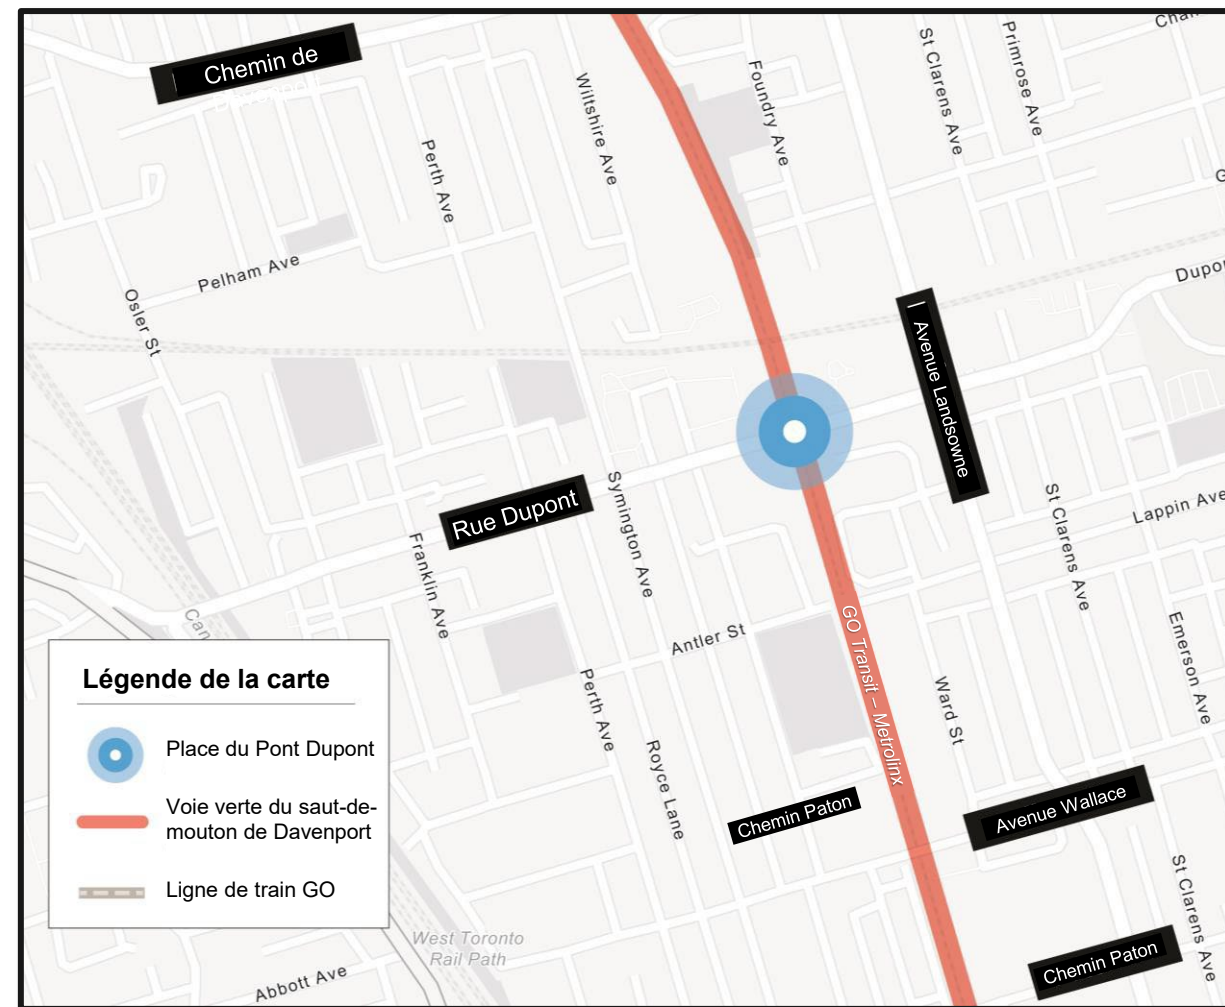 Chemin de
Wiltshire Ave
Foundry Ave
St Clarens Ave
Primrose Ave
Perth Ave
Pelham Ave
Osler St
Avenue Landsowne
Rue Dupont
Symington Ave
Franklin Ave
St Clarens Ave
Lappin Ave
Antler St
GO Transit – Metrolinx
Emerson Ave
Perth Ave
Ward St
Royce Lane
Chemin Paton
Avenue Wallace
St Clarens Ave
Chemin Paton
West Toronto
Rail Path
Abbott Ave
Légende de la carte
Place du Pont Dupont
Voie verte du saut-de-
mouton de Davenport
Ligne de train GO